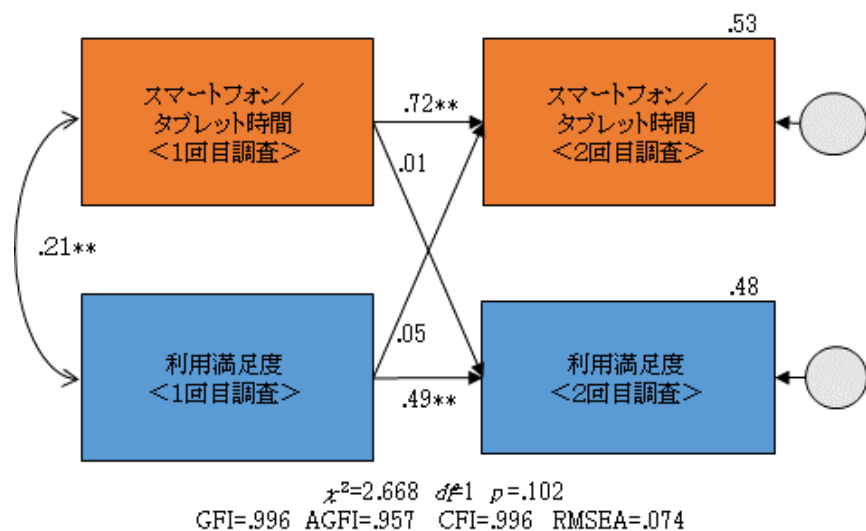 .53
スマートフォン／
タブレット時間
＜1回目調査＞
.72**
スマートフォン／
タブレット時間
＜2回目調査＞
.01
.21**
.48
利用満足度
＜1回目調査＞
.05
.49**
利用満足度
＜2回目調査＞
χ²=2.668 df=1 p=.102
GFI=.996 AGFI=.957 CFI=.996 RMSEA=.074